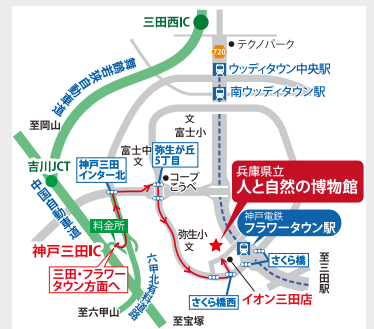 三田西IC
テクノパーク
720
ウッディタウン中央駅
南ウッディタウン駅
舞鶴若狭自動車道
至岡山
文
富士小
富士中
文
弥生が丘
5丁目
吉川JCT
神戸三田
インター北
コープ
こうべ
兵庫県立
人と自然の博物館
中国自動車道
料金所
神戸電鉄
フラワータウン駅
弥生小
文
神戸三田IC
三田・フラワー
タウン方面へ
さくら橋
至三田駅
イオン三田店
さくら橋西
六甲北有料道路
至六甲山
至宝塚